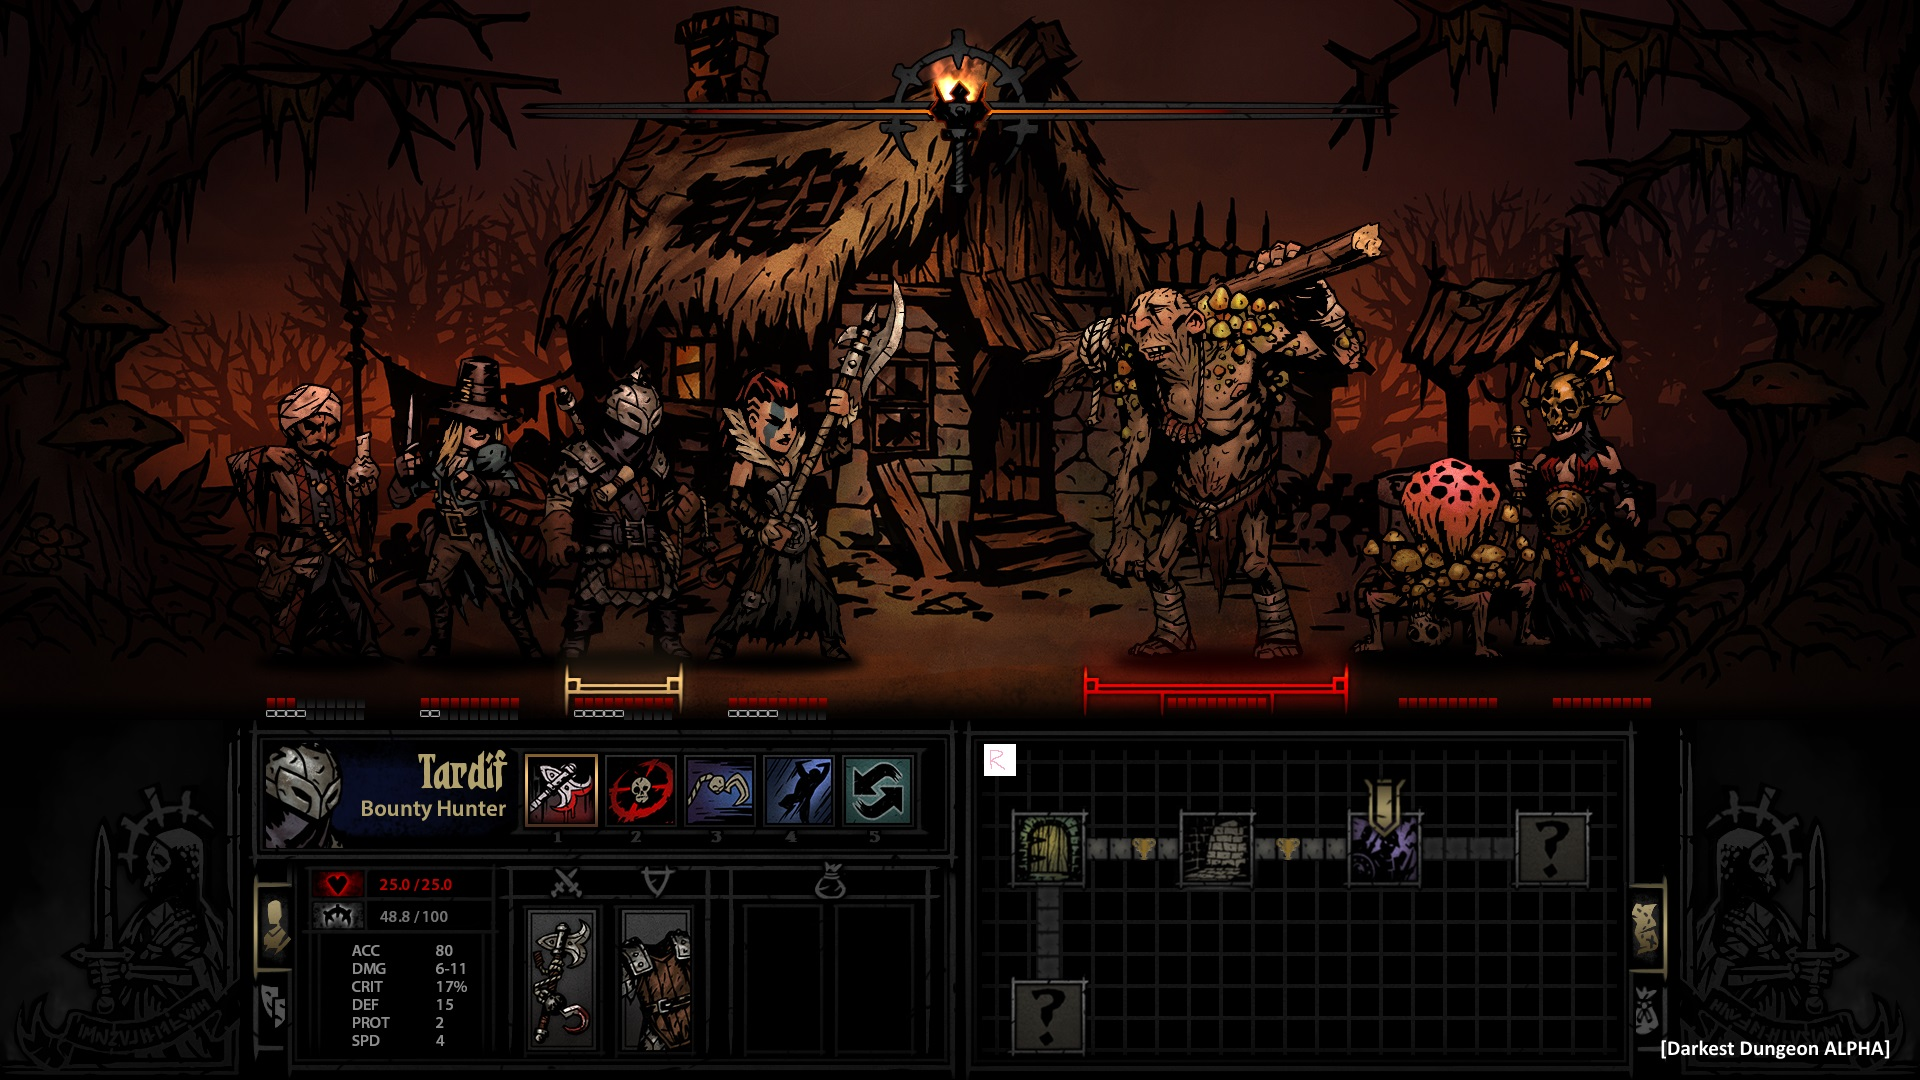 R
Tardif
Bounty Hunter
1 2 3 4 5
25.0 / 25.0
48.8 / 100
ACC 80
DMG 6-11
CRIT 17%
DEF 15
PROT 2
SPD 4
?
?
[Darkest Dungeon ALPHA]